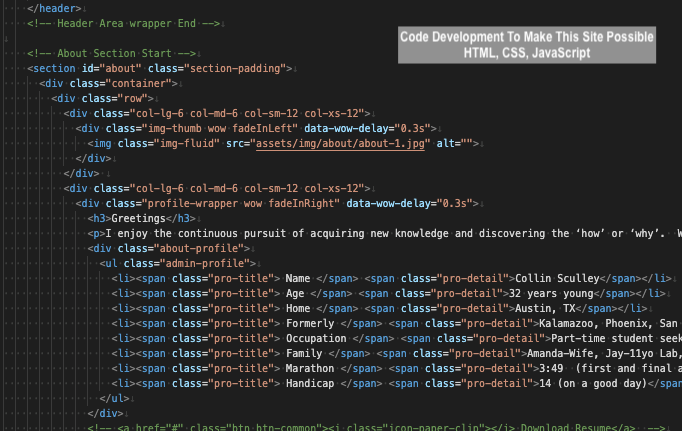 </header>
<!-- Header Area wrapper End -->
Code Development To Make This Site Possible
HTML, CSS, JavaScript
<!-- About Section Start -->
<section id="about" class="section-padding">
<div class="container">
<div class="row">
<div class="col-lg-6 col-md-6 col-sm-12 col-xs-12">
<div class="img-thumb wow fadeInLeft" data-wow-delay="0.3s">
<img class="img-fluid" src="assets/img/about/about-1.jpg" alt="">
</div>
</div>
<div class="col-lg-6 col-md-6 col-sm-12 col-xs-12">
<div class="profile-wrapper wow fadeInRight" data-wow-delay="0.3s">
<h3>Greetings</h3>
<p>I enjoy the continuous pursuit of acquiring new knowledge and discovering the ‘how’ or ‘why’. W
<div class="about-profile">
<ul class="admin-profile">
<li><span class="pro-title"> Name </span> <span class="pro-detail">Collin Sculley</span></li>
<li><span class="pro-title"> Age </span> <span class="pro-detail">32 years young</span></li>
<li><span class="pro-title"> Home </span> <span class="pro-detail">Austin, TX</span></li>
<li><span class="pro-title"> Formerly </span> <span class="pro-detail">Kalamazoo, Phoenix, San
<li><span class="pro-title"> Occupation </span> <span class="pro-detail">Part-time student seek
<li><span class="pro-title"> Family </span> <span class="pro-detail">Amanda-Wife, Jay-11yo Lab,
<li><span class="pro-title"> Marathon </span> <span class="pro-detail">3:49 (first and final a
<li><span class="pro-title"> Handicap </span> <span class="pro-detail">14 (on a good day)</span
</ul>
</div>
<!-- <a href="#" class="btn btn-common"><i class="icon-paper-clip"></i> Download Resume</a> -->